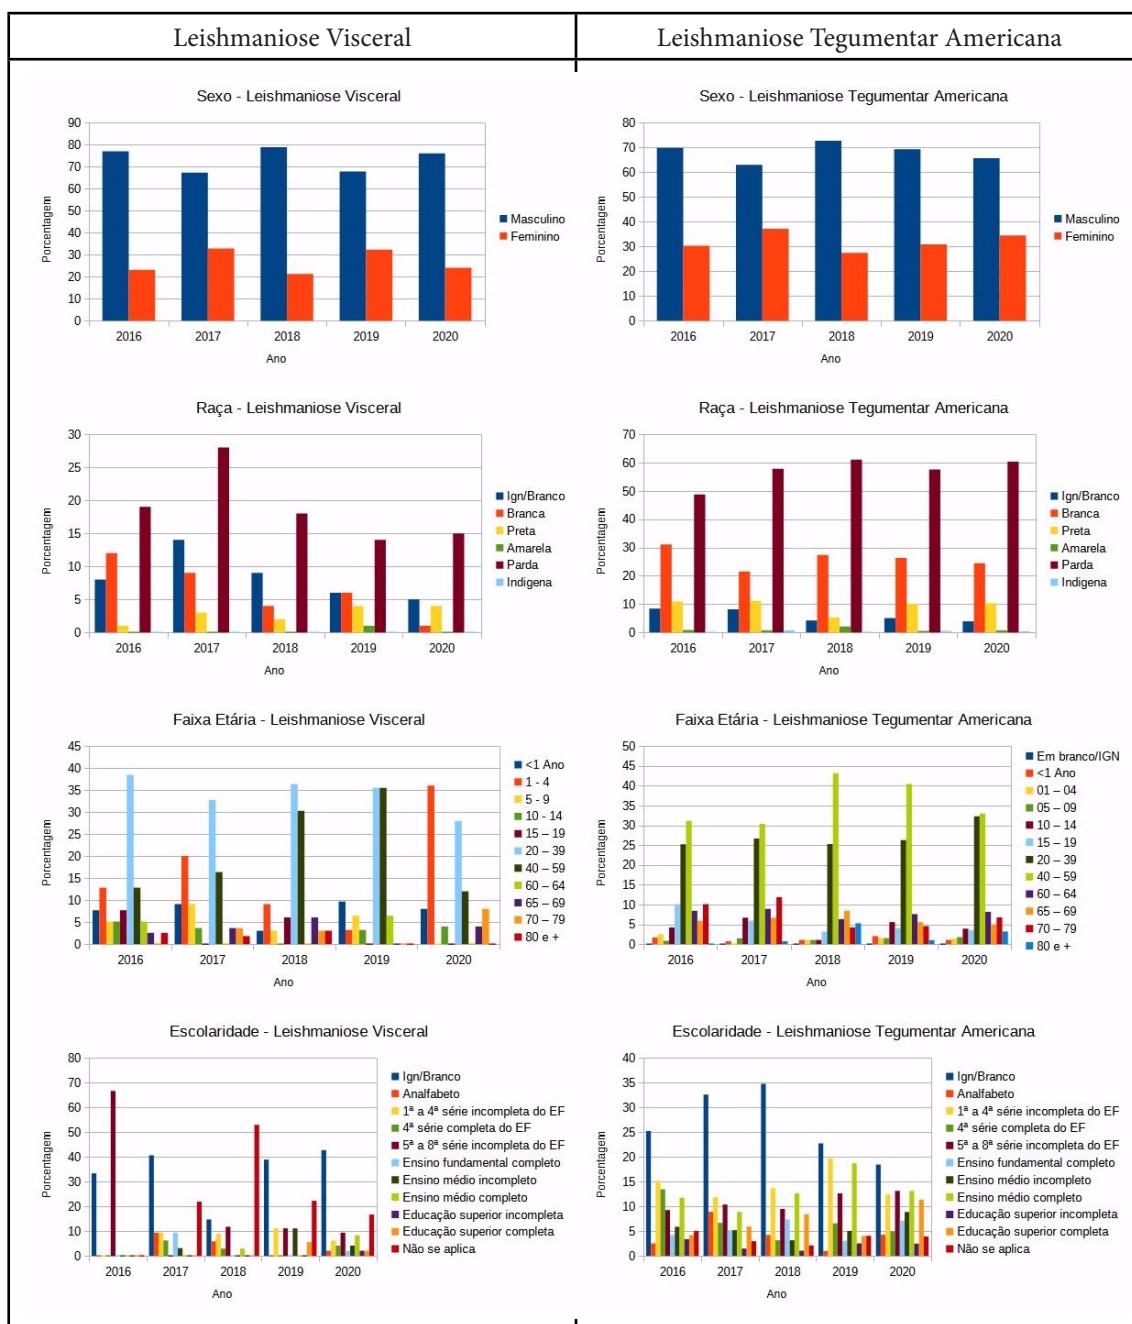 Leishmaniose Visceral
Leishmaniose Tegumentar Americana
Sexo - Leishmaniose Visceral
Porcentagem
90
80
70
60
50
40
30
20
10
0
2016 2017 2018 2019 2020
Ano
Masculino
Feminino
Sexo - Leishmaniose Tegumentar Americana
Porcentagem
80
70
60
50
40
30
20
10
0
2016 2017 2018 2019 2020
Ano
Masculino
Feminino
Raça - Leishmaniose Visceral
Porcentagem
30
25
20
15
10
5
0
2016 2017 2018 2019 2020
Ano
Ign/Branco
Branca
Preta
Amarela
Parda
Indigena
Raça - Leishmaniose Tegumentar Americana
Porcentagem
70
60
50
40
30
20
10
0
2016 2017 2018 2019 2020
Ano
Ign/Branco
Branca
Preta
Amarela
Parda
Indigena
Faixa Etária - Leishmaniose Visceral
Porcentagem
45
40
35
30
25
20
15
10
5
0
2016 2017 2018 2019 2020
Ano
<1 Ano
1 - 4
5 - 9
10 - 14
15 – 19
20 – 39
40 – 59
60 – 64
65 – 69
70 – 79
80 e +
Faixa Etária - Leishmaniose Tegumentar Americana
Porcentagem
50
45
40
35
30
25
20
15
10
5
0
2016 2017 2018 2019 2020
Ano
Em branco/IGN
<1 Ano
01 – 04
05 – 09
10 – 14
15 – 19
20 – 39
40 – 59
60 – 64
65 – 69
70 – 79
80 e +
Escolaridade - Leishmaniose Visceral
Porcentagem
80
70
60
50
40
30
20
10
0
2016 2017 2018 2019 2020
Ano
Ign/Branco
Analfabeto
1ª a 4ª série incompleta do EF
4ª série completa do EF
5ª a 8ª série incompleta do EF
Ensino fundamental completo
Ensino médio incompleto
Ensino médio completo
Educação superior incompleta
Educação superior completa
Não se aplica
Escolaridade - Leishmaniose Tegumentar Americana
Porcentagem
40
35
30
25
20
15
10
5
0
2016 2017 2018 2019 2020
Ano
Ign/Branco
Analfabeto
1ª a 4ª série incompleta do EF
4ª série completa do EF
5ª a 8ª série incompleta do EF
Ensino fundamental completo
Ensino médio incompleto
Ensino médio completo
Educação superior incompleta
Educação superior completa
Não se aplica